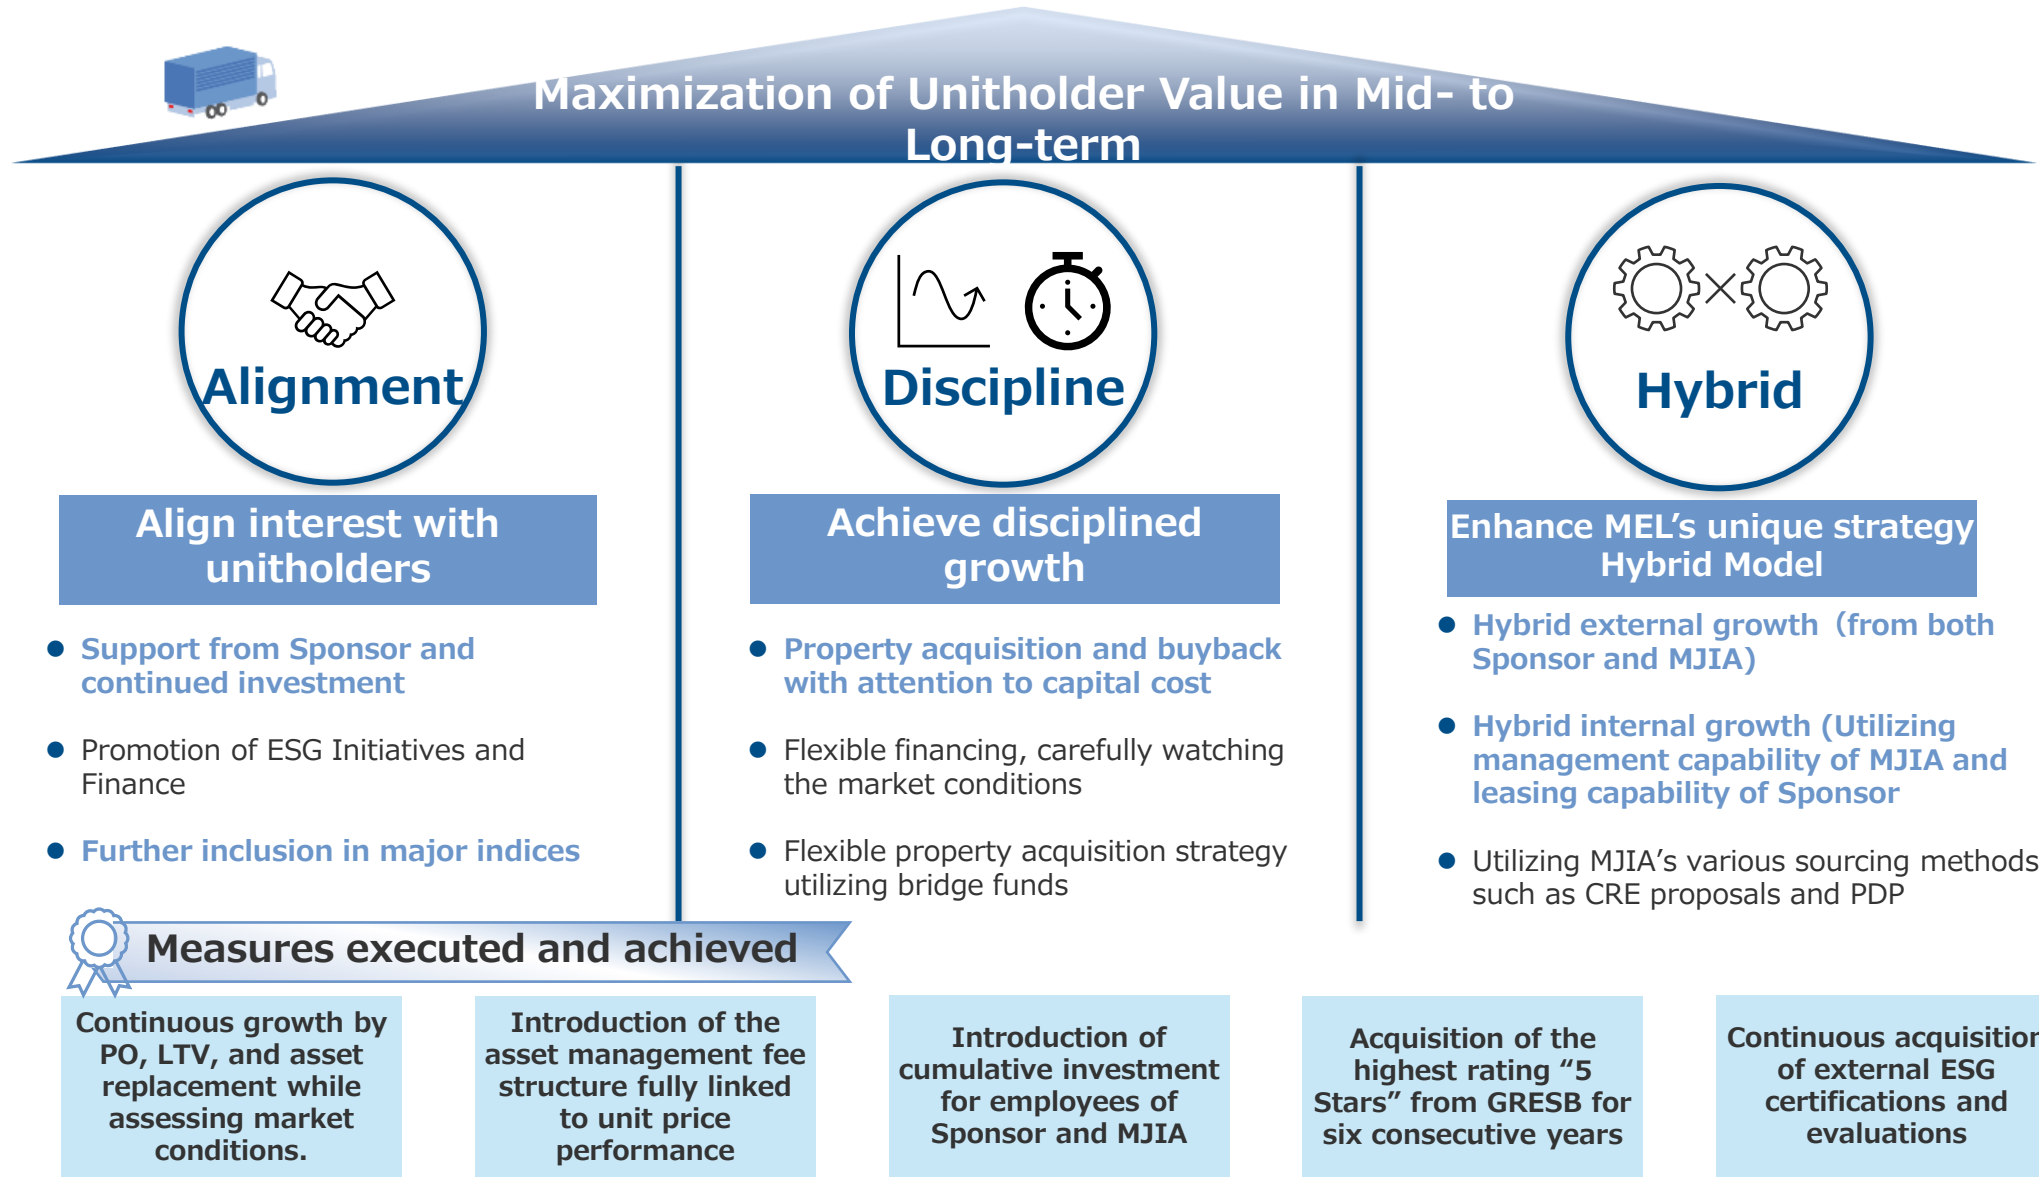 Maximization of Unitholder Value in Mid- to
Long-term
Alignment
Align interest with
unitholders
● Support from Sponsor and
continued investment
● Promotion of ESG Initiatives and
Finance
● Further inclusion in major indices
Discipline
Achieve disciplined
growth
● Property acquisition and buyback
with attention to capital cost
● Flexible financing, carefully watching
the market conditions
● Flexible property acquisition strategy
utilizing bridge funds
Hybrid
Enhance MEL’s unique strategy
Hybrid Model
● Hybrid external growth（from both
Sponsor and MJIA)
● Hybrid internal growth (Utilizing
management capability of MJIA and
leasing capability of Sponsor
● Utilizing MJIA’s various sourcing methods
such as CRE proposals and PDP
Measures executed and achieved
Continuous growth by
PO, LTV, and asset
replacement while
assessing market
conditions.
Introduction of the
asset management fee
structure fully linked
to unit price
performance
Introduction of
cumulative investment
for employees of
Sponsor and MJIA
Acquisition of the
highest rating “5
Stars” from GRESB for
six consecutive years
Continuous acquisition
of external ESG
certifications and
evaluations